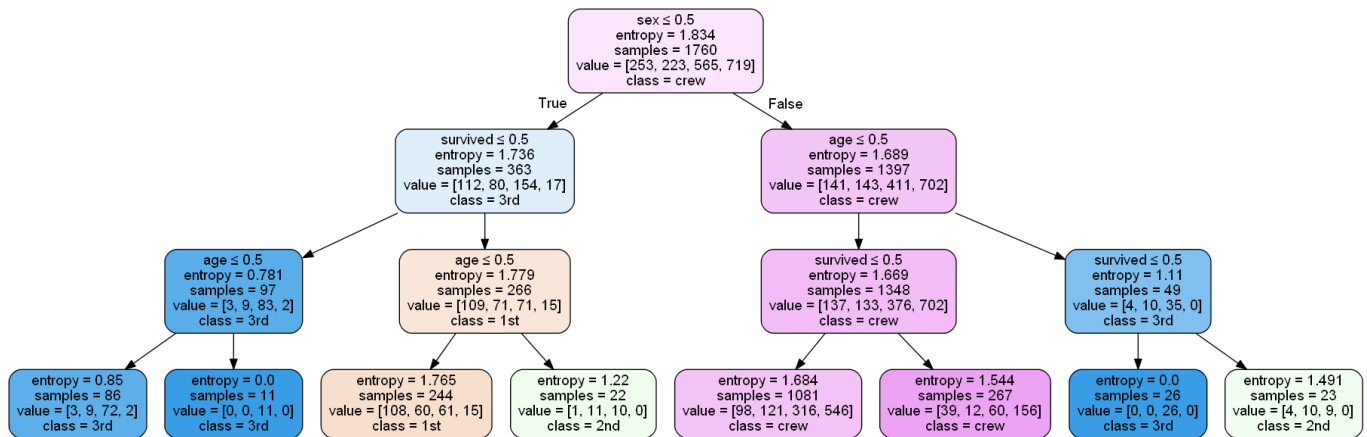 sex ≤ 0.5
entropy = 1.834
samples = 1760
value = [253, 223, 565, 719]
class = crew
True
False
survived ≤ 0.5
entropy = 1.736
samples = 363
value = [112, 80, 154, 17]
class = 3rd
age ≤ 0.5
entropy = 1.689
samples = 1397
value = [141, 143, 411, 702]
class = crew
age ≤ 0.5
entropy = 0.781
samples = 97
value = [3, 9, 83, 2]
class = 3rd
age ≤ 0.5
entropy = 1.779
samples = 266
value = [109, 71, 71, 15]
class = 1st
survived ≤ 0.5
entropy = 1.669
samples = 1348
value = [137, 133, 376, 702]
class = crew
survived ≤ 0.5
entropy = 1.11
samples = 49
value = [4, 10, 35, 0]
class = 3rd
entropy = 0.85
samples = 86
value = [3, 9, 72, 2]
class = 3rd
entropy = 0.0
samples = 11
value = [0, 0, 11, 0]
class = 3rd
entropy = 1.765
samples = 244
value = [108, 60, 61, 15]
class = 1st
entropy = 1.22
samples = 22
value = [1, 11, 10, 0]
class = 2nd
entropy = 1.684
samples = 1081
value = [98, 121, 316, 546]
class = crew
entropy = 1.544
samples = 267
value = [39, 12, 60, 156]
class = crew
entropy = 0.0
samples = 26
value = [0, 0, 26, 0]
class = 3rd
entropy = 1.491
samples = 23
value = [4, 10, 9, 0]
class = 2nd